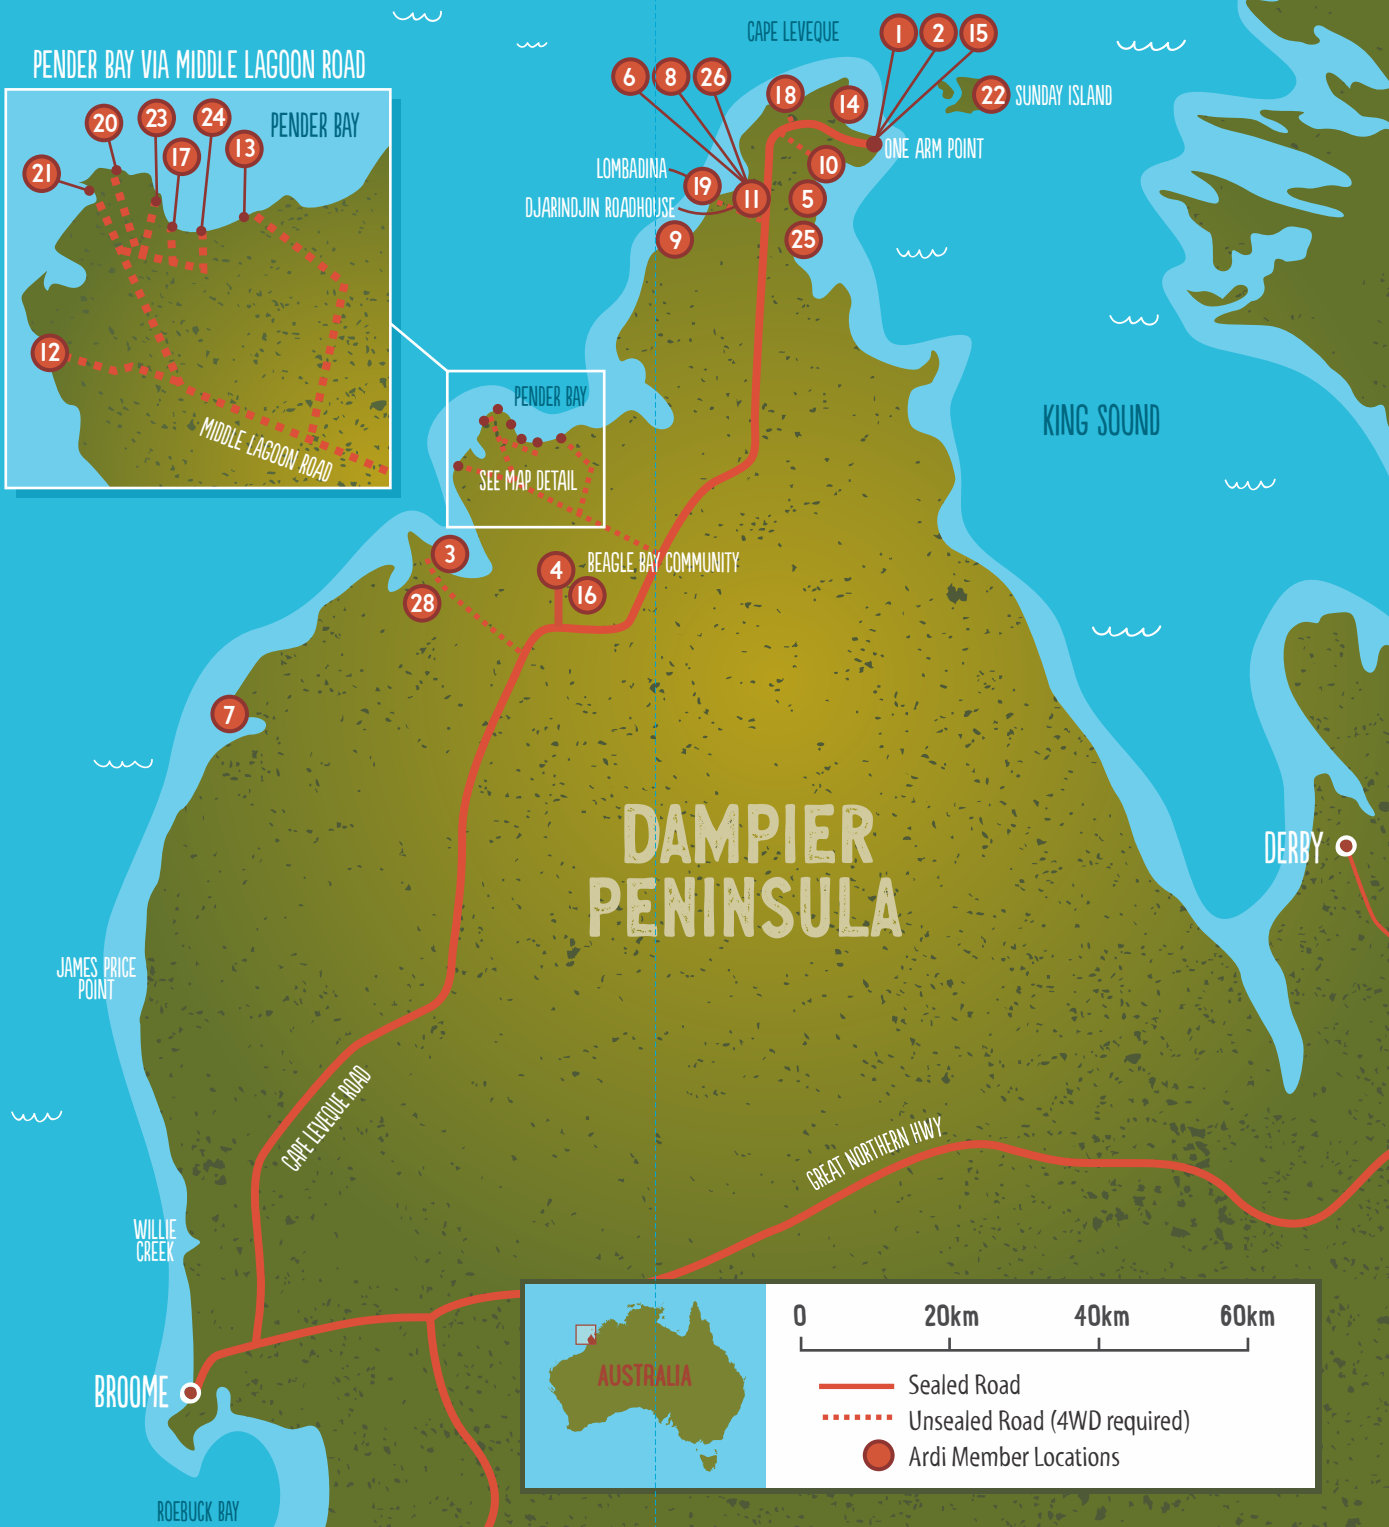 CAPE LEVEQUE
1
2
15
PENDER BAY VIA MIDDLE LAGOON ROAD
6
8
26
18
14
22
SUNDAY ISLAND
20
23
24
PENDER BAY
17
13
21
ONE ARM POINT
10
LOMBADINA
19
11
5
DJARINDJIN ROADHOUSE
9
25
12
MIDDLE LAGOON ROAD
PENDER BAY
SEE MAP DETAIL
KING SOUND
3
4
BEAGLE BAY COMMUNITY
16
28
7
DAMPIER
PENINSULA
DERBY
JAMES PRICE
POINT
CAPE LEVEQUE ROAD
GREAT NORTHERN HWY
WILLIE
CREEK
BROOME
ROEBUCK BAY
AUSTRALIA
0 20km 40km 60km
Sealed Road
Unsealed Road (4WD required)
Ardi Member Locations